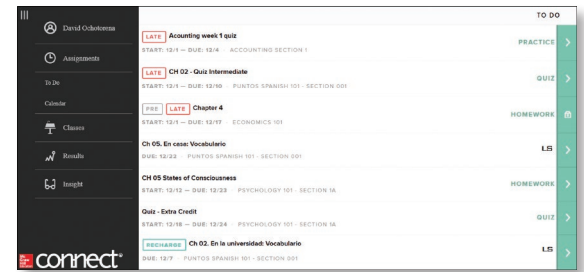 TO DO
David Ochotorena
Assignments
To Do
Calendar
Classes
Results
Insight
LATE Acounting week 1 quiz
START: 12/1 – DUE: 12/4 · ACCOUNTING SECTION 1
PRACTICE
LATE CH 02 - Quiz Intermediate
START: 12/1 – DUE: 12/10 · PUNTOS SPANISH 101 - SECTION 001
QUIZ
PRE LATE Chapter 4
START: 12/1 – DUE: 12/17 · ECONOMICS 101
HOMEWORK
Ch 05. En casa: Vocabulario
DUE: 12/23 · PUNTOS SPANISH 101 - SECTION 001
LS
CH 05 States of Consciousness
START: 12/12 – DUE: 12/23 · PSYCHOLOGY 101 - SECTION 1A
HOMEWORK
Quiz - Extra Credit
START: 12/18 – DUE: 12/24 · PSYCHOLOGY 101 - SECTION 1A
QUIZ
RECHARGE Ch 02. En la universidad: Vocabulario
DUE: 12/7 · PUNTOS SPANISH 101 - SECTION 001
LS
connect®